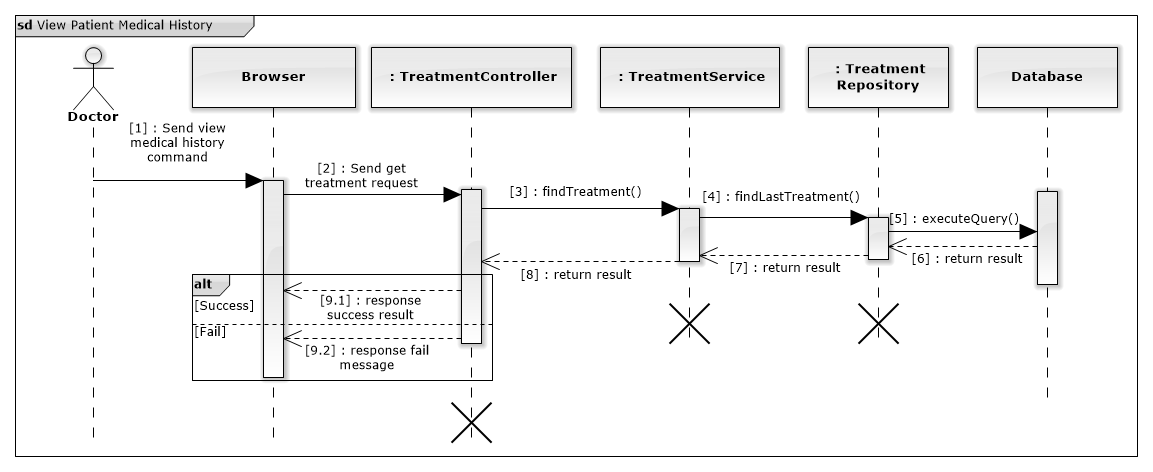 sd View Patient Medical History
Doctor
Browser
: TreatmentController
: TreatmentService
: Treatment
Repository
Database
[1] : Send view
medical history
command
[2] : Send get
treatment request
[3] : findTreatment()
[4] : findLastTreatment()
[5] : executeQuery()
[6] : return result
[7] : return result
[8] : return result
alt
[Success]
[9.1] : response
success result
[Fail]
[9.2] : response fail
message